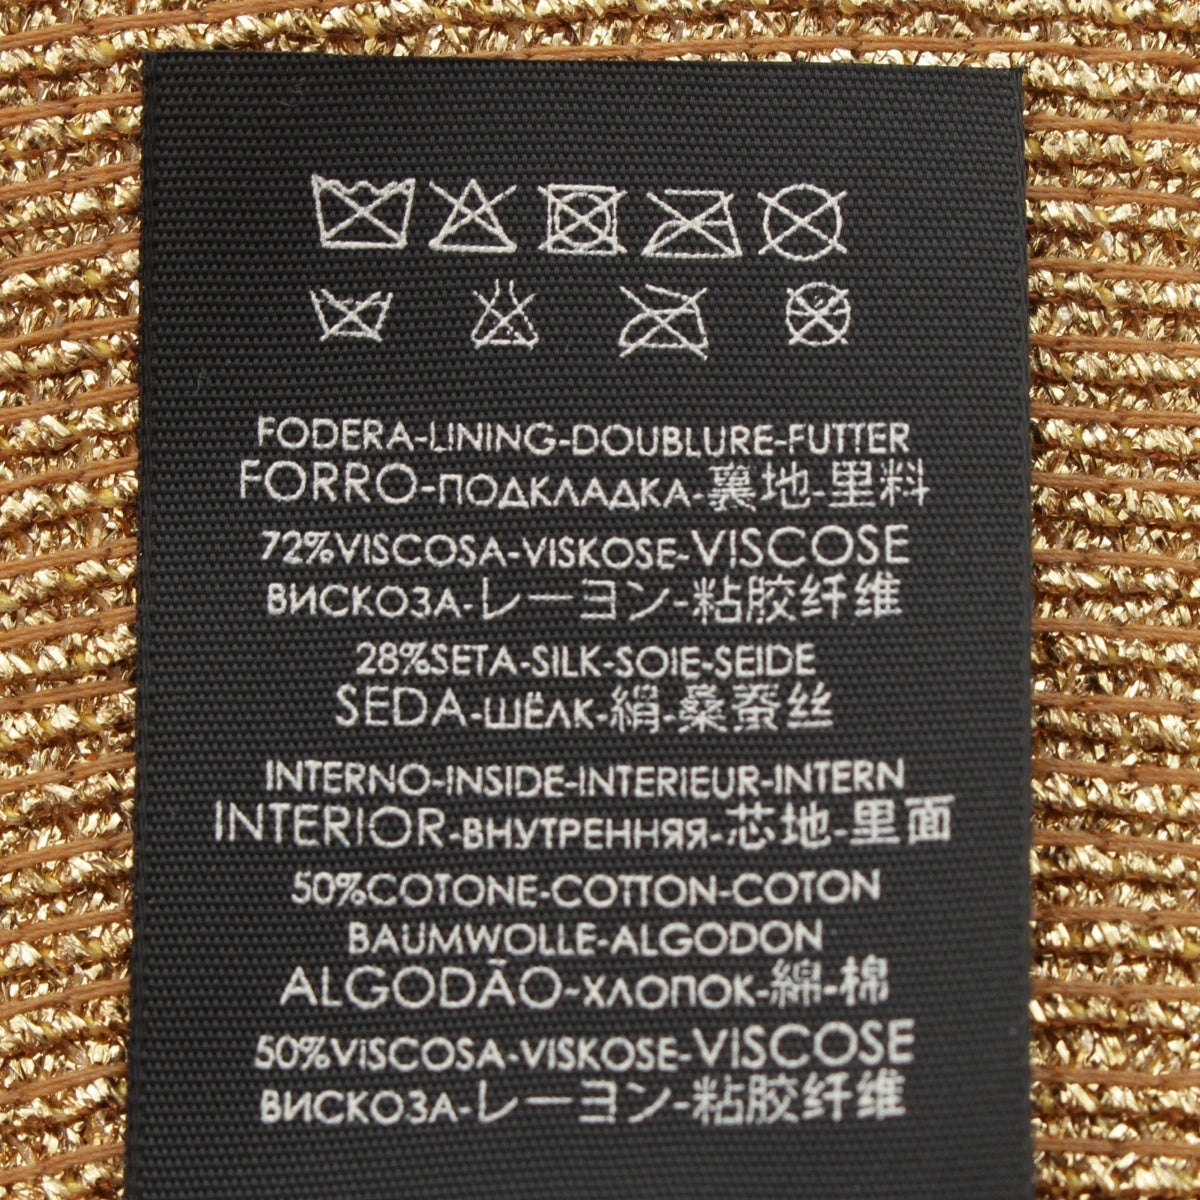 FODERA-LINING-DOUBLURE-FUTTER
FORRO-ПОДКЛАДКА-裏地-里料
72%VISCOSA-VISKOSE-VISCOSE
ВИСКОЗА-レーヨン-粘胶纤维
28%SETA-SILK-SOIE-SEIDE
SEDA-ШЁЛК-絹-桑蚕丝
INTERNO-INSIDE-INTERIEUR-INTERN
INTERIOR-ВНУТРЕННЯЯ-芯地-里面
50%COTONE-COTTON-COTON
BAUMWOLLE-ALGODON
ALGODÃO-ХЛОПОК-綿-棉
50%VISCOSA-VISKOSE-VISCOSE
ВИСКОЗА-レーヨン-粘胶纤维